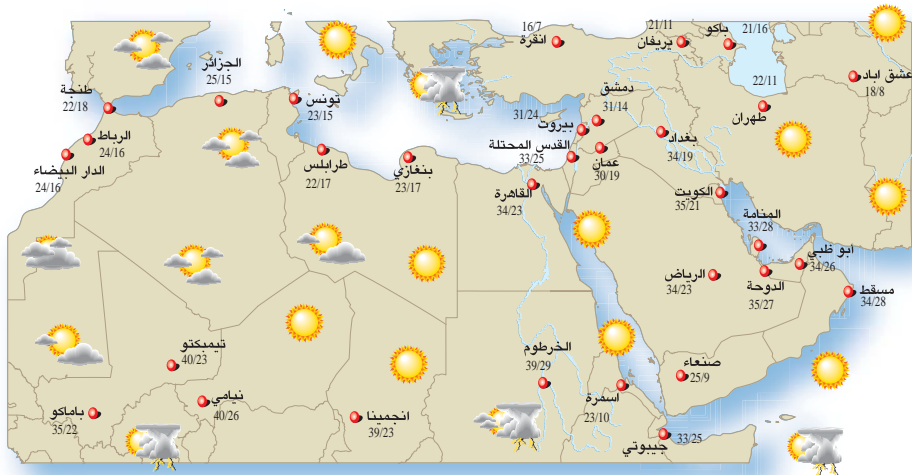 16/7
انقرة
21/11
يريفان
21/16
باكو
عشق اباد
18/8
الجزائر
25/15
22/11
طهران
طنجة
22/18
تونس
23/15
دمشق
31/14
31/24
بيروت
بغداد
34/19
الرباط
24/16
القدس المحتلة
33/25
عمان
30/19
الدار البيضاء
24/16
طرابلس
22/17
بنغازي
23/17
القاهرة
34/23
الكويت
35/21
المنامة
33/28
ابو ظبي
34/26
الرياض
34/23
الدوحة
35/27
مسقط
34/28
تيمبكتو
40/23
الخرطوم
39/29
صنعاء
25/9
نيامي
40/26
باماكو
35/22
انجمينا
39/23
اسمرة
23/10
جيبوتي
33/25